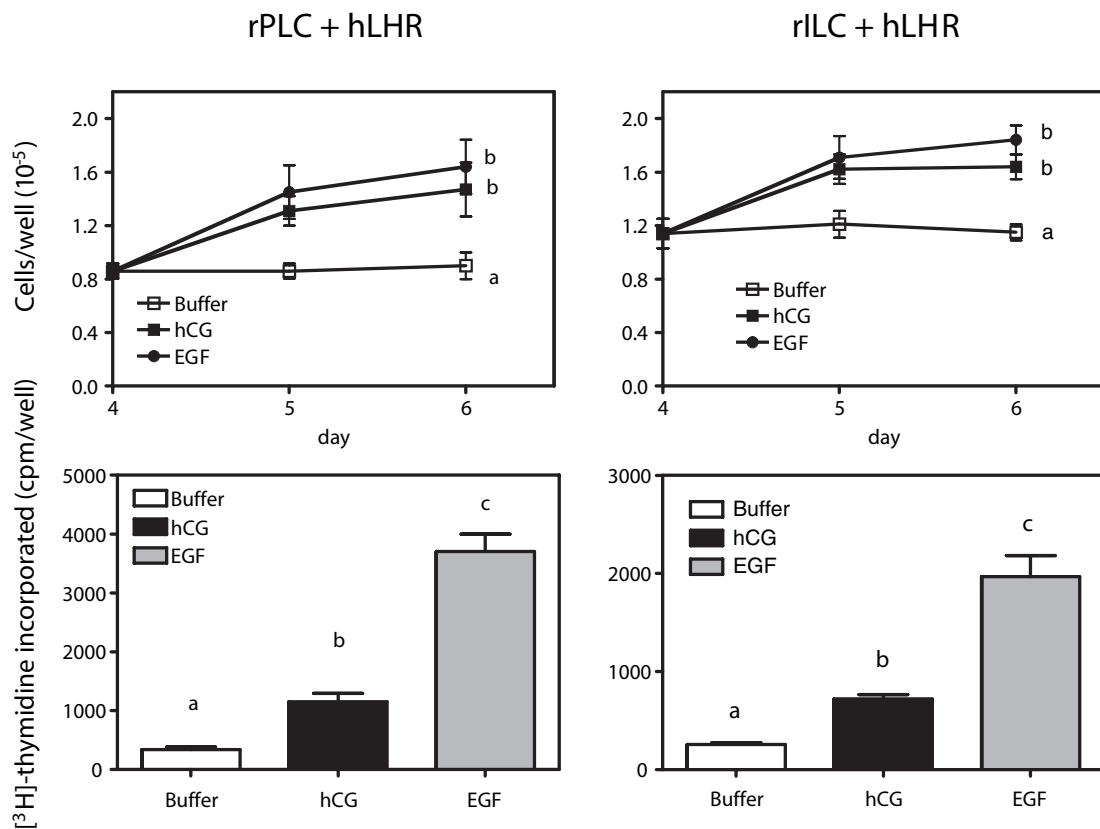 rPLC + hLHR
rILC + hLHR
Cells/well (10⁻⁵)
2.0
1.6
1.2
0.8
0.4
0.0
b
b
a
Buffer
hCG
EGF
4 5 6
day
2.0
1.6
1.2
0.8
0.4
0.0
b
b
a
Buffer
hCG
EGF
4 5 6
day
[³H]-thymidine incorporated (cpm/well)
5000
4000
3000
2000
1000
0
Buffer
hCG
EGF
a
b
c
Buffer hCG EGF
3000
2000
1000
0
Buffer
hCG
EGF
a
b
c
Buffer hCG EGF